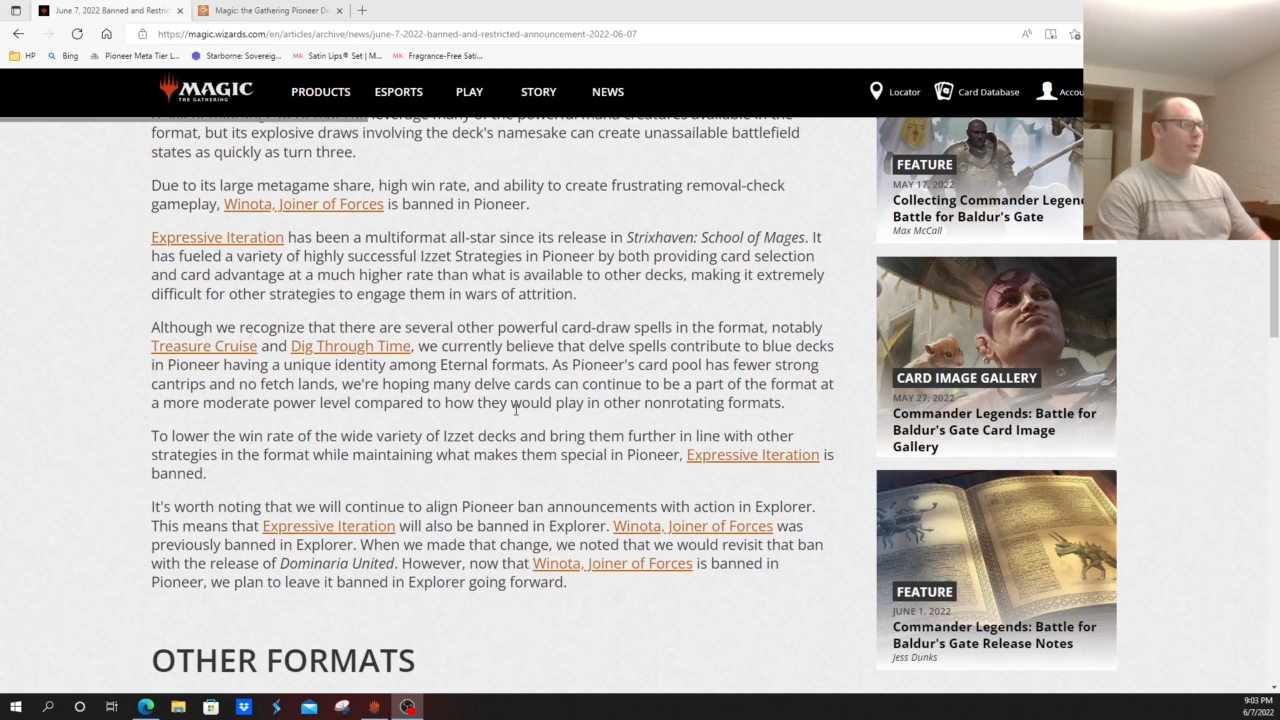 June 7, 2022 Banned and Restric
Magic: the Gathering Pioneer De
https://magic.wizards.com/en/articles/archive/news/june-7-2022-banned-and-restricted-announcement-2022-06-07
HP
Bing
Pioneer Meta Tier L...
Starborne: Sovereig...
MK Satin Lips® Set | M...
MK Fragrance-Free Sati...
MAGIC
THE GATHERING
PRODUCTS
ESPORTS
PLAY
STORY
NEWS
Locator
Card Database
Accou
format, but its explosive draws involving the deck's namesake can create unassailable battlefield
states as quickly as turn three.
Due to its large metagame share, high win rate, and ability to create frustrating removal-check
gameplay, Winota, Joiner of Forces is banned in Pioneer.
Expressive Iteration has been a multiformat all-star since its release in Strixhaven: School of Mages. It
has fueled a variety of highly successful Izzet Strategies in Pioneer by both providing card selection
and card advantage at a much higher rate than what is available to other decks, making it extremely
difficult for other strategies to engage them in wars of attrition.
Although we recognize that there are several other powerful card-draw spells in the format, notably
Treasure Cruise and Dig Through Time, we currently believe that delve spells contribute to blue decks
in Pioneer having a unique identity among Eternal formats. As Pioneer's card pool has fewer strong
cantrips and no fetch lands, we're hoping many delve cards can continue to be a part of the format at
a more moderate power level compared to how they would play in other nonrotating formats.
To lower the win rate of the wide variety of Izzet decks and bring them further in line with other
strategies in the format while maintaining what makes them special in Pioneer, Expressive Iteration is
banned.
It's worth noting that we will continue to align Pioneer ban announcements with action in Explorer.
This means that Expressive Iteration will also be banned in Explorer. Winota, Joiner of Forces was
previously banned in Explorer. When we made that change, we noted that we would revisit that ban
with the release of Dominaria United. However, now that Winota, Joiner of Forces is banned in
Pioneer, we plan to leave it banned in Explorer going forward.
OTHER FORMATS
FEATURE
MAY 17, 2022
Collecting Commander Legend
Battle for Baldur's Gate
Max McCall
CARD IMAGE GALLERY
MAY 27, 2022
Commander Legends: Battle for
Baldur's Gate Card Image
Gallery
FEATURE
JUNE 1, 2022
Commander Legends: Battle for
Baldur's Gate Release Notes
Jess Dunks
9:03 PM
6/7/2022